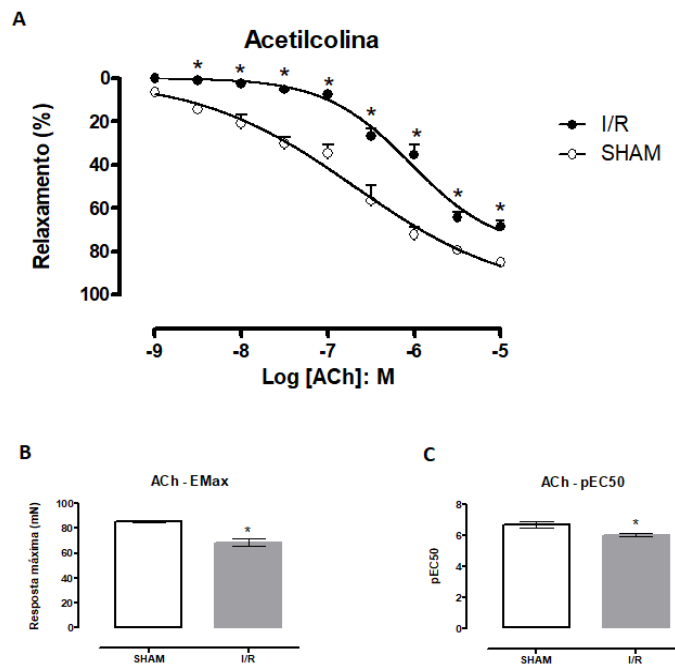 A
Acetilcolina
* * * * * * * *
0
20
40
60
80
100
Relaxamento (%)
I/R
SHAM
-9 -8 -7 -6 -5
Log [ACh]: M
B
ACh - EMax
100
80
60
40
20
0
Resposta máxima (mN)
*
SHAM I/R
C
ACh - pEC50
8
6
4
2
0
pEC50
*
SHAM I/R